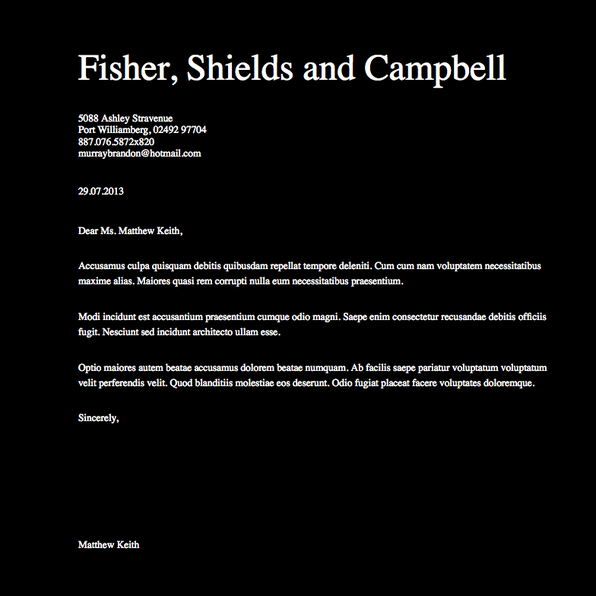 Fisher, Shields and Campbell
5088 Ashley Stravenue
Port Williamberg, 02492 97704
887.076.5872x820
murraybrandon@hotmail.com
29.07.2013
Dear Ms. Matthew Keith,
Accusamus culpa quisquam debitis quibusdam repellat tempore deleniti. Cum cum nam voluptatem necessitatibus
maxime alias. Maiores quasi rem corrupti nulla eum necessitatibus praesentium.
Modi incidunt est accusantium praesentium cumque odio magni. Saepe enim consectetur recusandae debitis officiis
fugit. Nesciunt sed incidunt architecto ullam esse.
Optio maiores autem beatae accusamus dolorem beatae numquam. Ab facilis saepe pariatur voluptatum voluptatum
velit perferendis velit. Quod blanditiis molestiae eos deserunt. Odio fugiat placeat facere voluptates doloremque.
Sincerely,
Matthew Keith